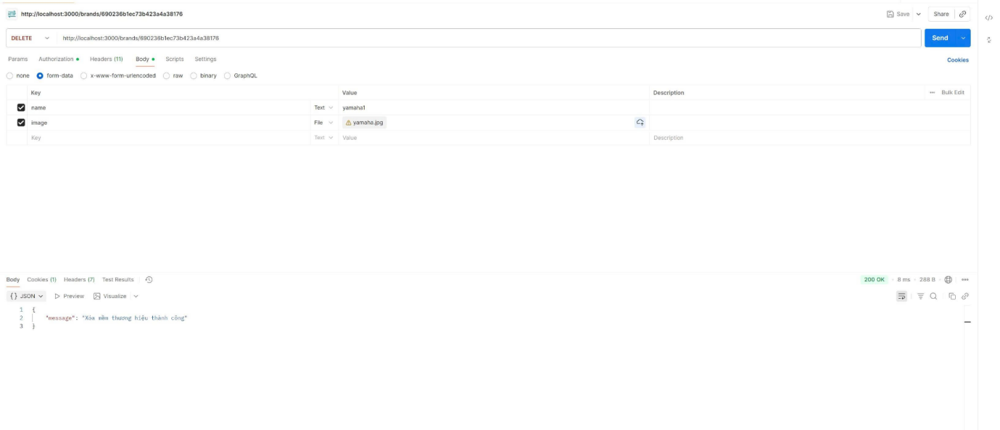 HTTP http://localhost:3000/brands/690236b1ec73b423a4a38176 Save Share
DELETE http://localhost:3000/brands/690236b1ec73b423a4a38176 Send
Params Authorization Headers (11) Body Scripts Settings Cookies
none form-data x-www-form-urlencoded raw binary GraphQL
Key Value Description Bulk Edit
name Text yamaha1
image File yamaha.jpg
Key Text Value Description
Body Cookies (1) Headers (7) Test Results 200 OK 8 ms 288 B
{} JSON Preview Visualize
1 {
2 "message": "Xóa mềm thương hiệu thành công"
3 }